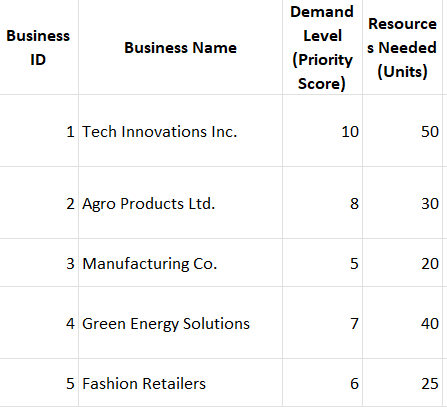 Business ID | Business Name | Demand Level (Priority Score) | Resource s Needed (Units)
1 | Tech Innovations Inc. | 10 | 50
2 | Agro Products Ltd. | 8 | 30
3 | Manufacturing Co. | 5 | 20
4 | Green Energy Solutions | 7 | 40
5 | Fashion Retailers | 6 | 25